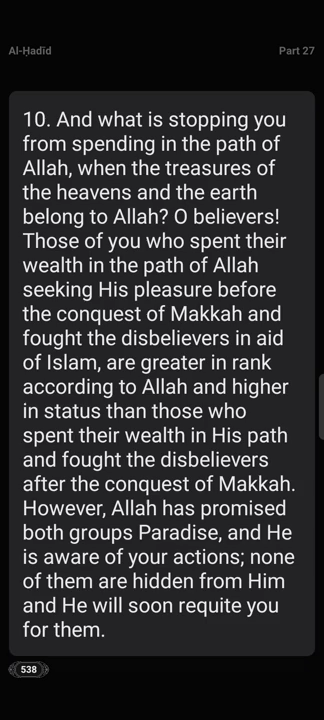 Al-Ḥadīd
Part 27
10. And what is stopping you
from spending in the path of
Allah, when the treasures of
the heavens and the earth
belong to Allah? O believers!
Those of you who spent their
wealth in the path of Allah
seeking His pleasure before
the conquest of Makkah and
fought the disbelievers in aid
of Islam, are greater in rank
according to Allah and higher
in status than those who
spent their wealth in His path
and fought the disbelievers
after the conquest of Makkah.
However, Allah has promised
both groups Paradise, and He
is aware of your actions; none
of them are hidden from Him
and He will soon requite you
for them.
538